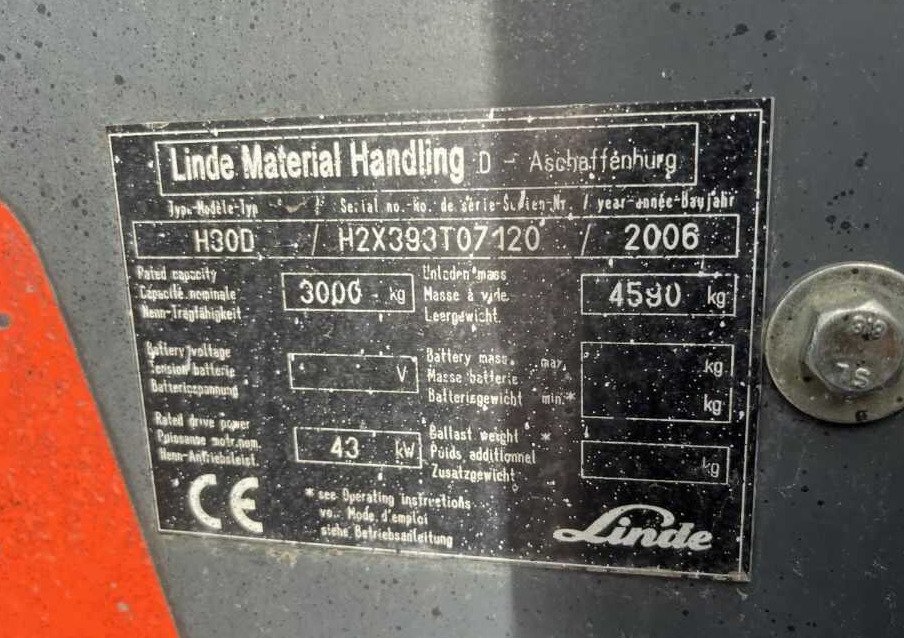 Linde Material Handling D - Aschaffenburg
Type-Modèle-Typ / Serial no.-No. de série-Serien-Nr. / year-année-Baujahr
H30D / H2X393T07120 / 2006
Rated capacity
Capacité nominale
Nenn-Tragfähigkeit
3000 kg
Unladen mass
Masse à vide
Leergewicht
4590 kg
Battery voltage
Tension batterie
Batteriespannung
V
Battery mass max.
Masse batterie
Batteriegewicht min.*
kg
kg
Rated drive power
Puissance motr.nom.
Nenn-Antriebsleist.
43 kW
Ballast weight *
Poids additionnel
Zusatzgewicht
kg
CE
* see Operating instructions
voir Mode d'emploi
siehe Betriebsanleitung
Linde